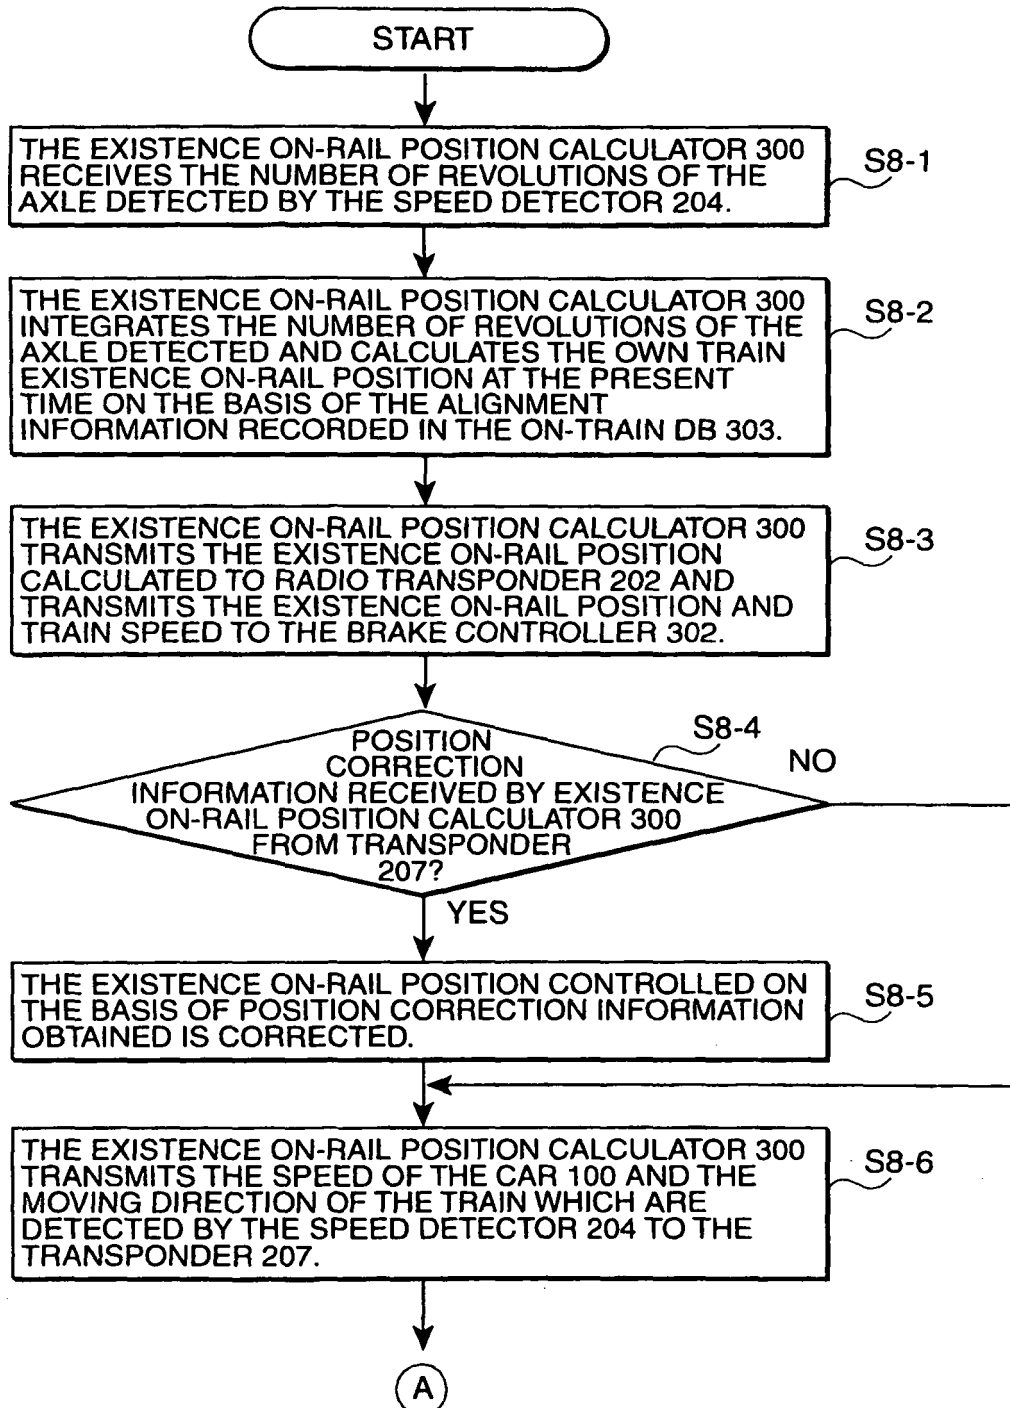 START
THE EXISTENCE ON-RAIL POSITION CALCULATOR 300
RECEIVES THE NUMBER OF REVOLUTIONS OF THE
AXLE DETECTED BY THE SPEED DETECTOR 204.
S8-1
THE EXISTENCE ON-RAIL POSITION CALCULATOR 300
INTEGRATES THE NUMBER OF REVOLUTIONS OF THE
AXLE DETECTED AND CALCULATES THE OWN TRAIN
EXISTENCE ON-RAIL POSITION AT THE PRESENT
TIME ON THE BASIS OF THE ALIGNMENT
INFORMATION RECORDED IN THE ON-TRAIN DB 303.
S8-2
THE EXISTENCE ON-RAIL POSITION CALCULATOR 300
TRANSMITS THE EXISTENCE ON-RAIL POSITION
CALCULATED TO RADIO TRANSPONDER 202 AND
TRANSMITS THE EXISTENCE ON-RAIL POSITION AND
TRAIN SPEED TO THE BRAKE CONTROLLER 302.
S8-3
POSITION
CORRECTION
INFORMATION RECEIVED BY EXISTENCE
ON-RAIL POSITION CALCULATOR 300
FROM TRANSPONDER
207?
S8-4
NO
YES
THE EXISTENCE ON-RAIL POSITION CONTROLLED ON
THE BASIS OF POSITION CORRECTION INFORMATION
OBTAINED IS CORRECTED.
S8-5
THE EXISTENCE ON-RAIL POSITION CALCULATOR 300
TRANSMITS THE SPEED OF THE CAR 100 AND THE
MOVING DIRECTION OF THE TRAIN WHICH ARE
DETECTED BY THE SPEED DETECTOR 204 TO THE
TRANSPONDER 207.
S8-6
A